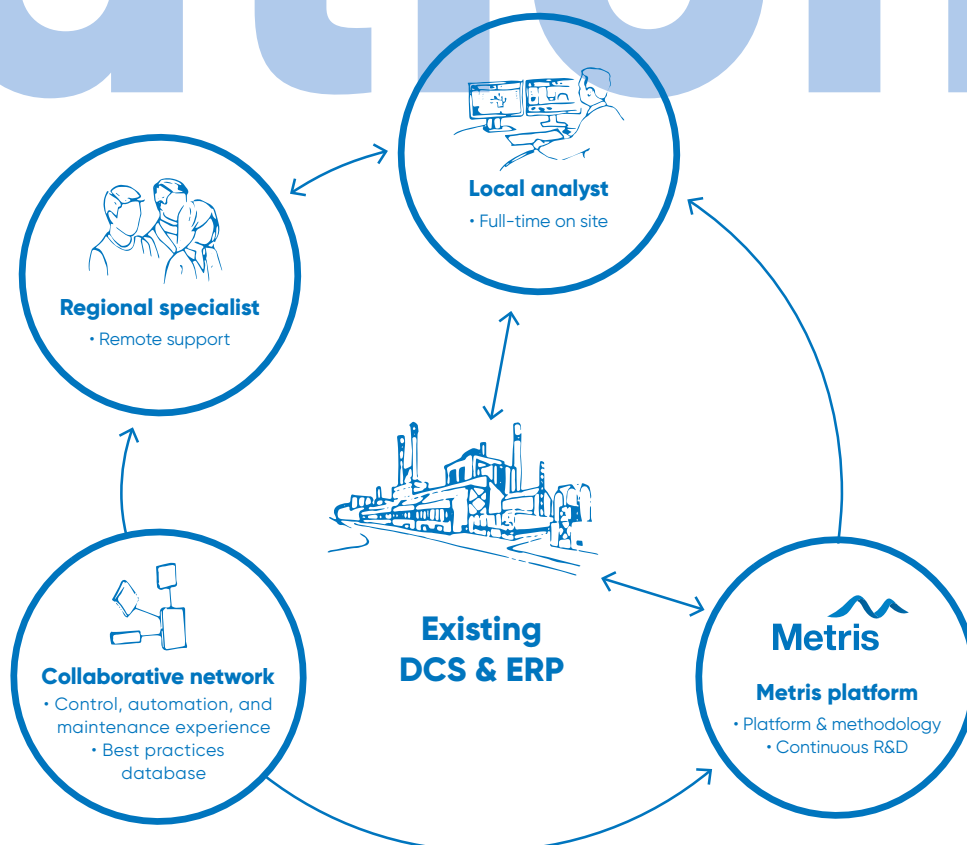 ation
Local analyst
• Full-time on site
Regional specialist
• Remote support
Existing
DCS & ERP
Collaborative network
• Control, automation, and
maintenance experience
• Best practices
database
Metris
Metris platform
• Platform & methodology
• Continuous R&D